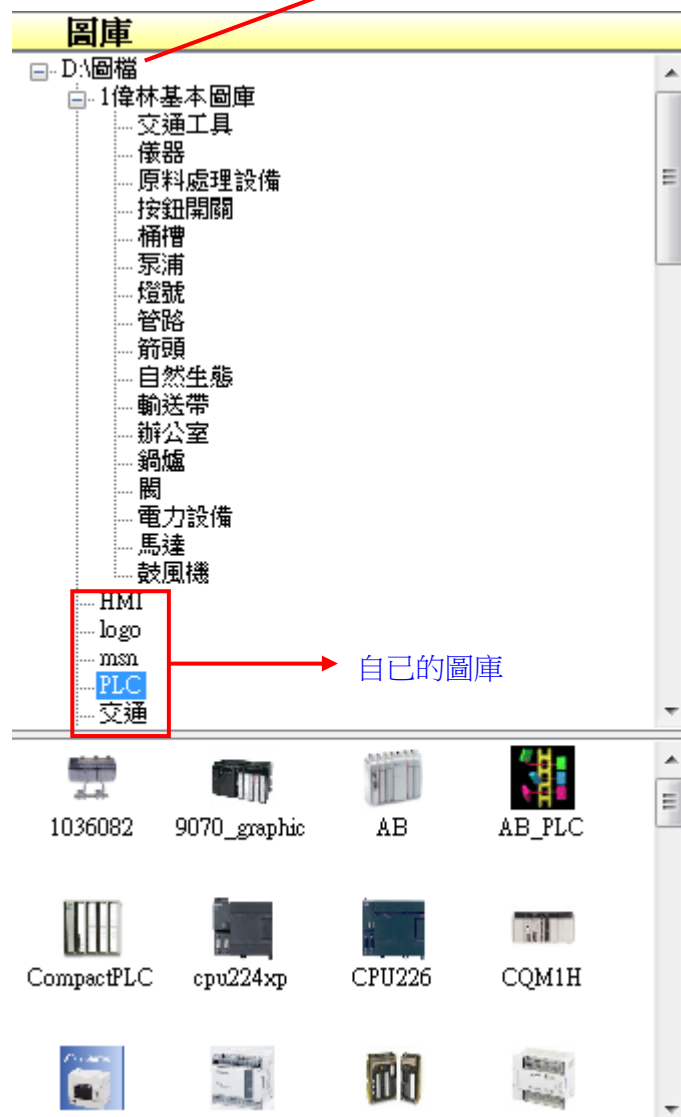 圖庫
D:\圖檔
1偉林基本圖庫
交通工具
儀器
原料處理設備
按鈕開關
桶槽
泵浦
燈號
管路
箭頭
自然生態
輸送帶
辦公室
鍋爐
閥
電力設備
馬達
鼓風機
HMI
logo
msn
自已的圖庫
PLC
交通
1036082 9070_graphic AB AB_PLC
CompactPLC cpu224xp CPU226 CQM1H